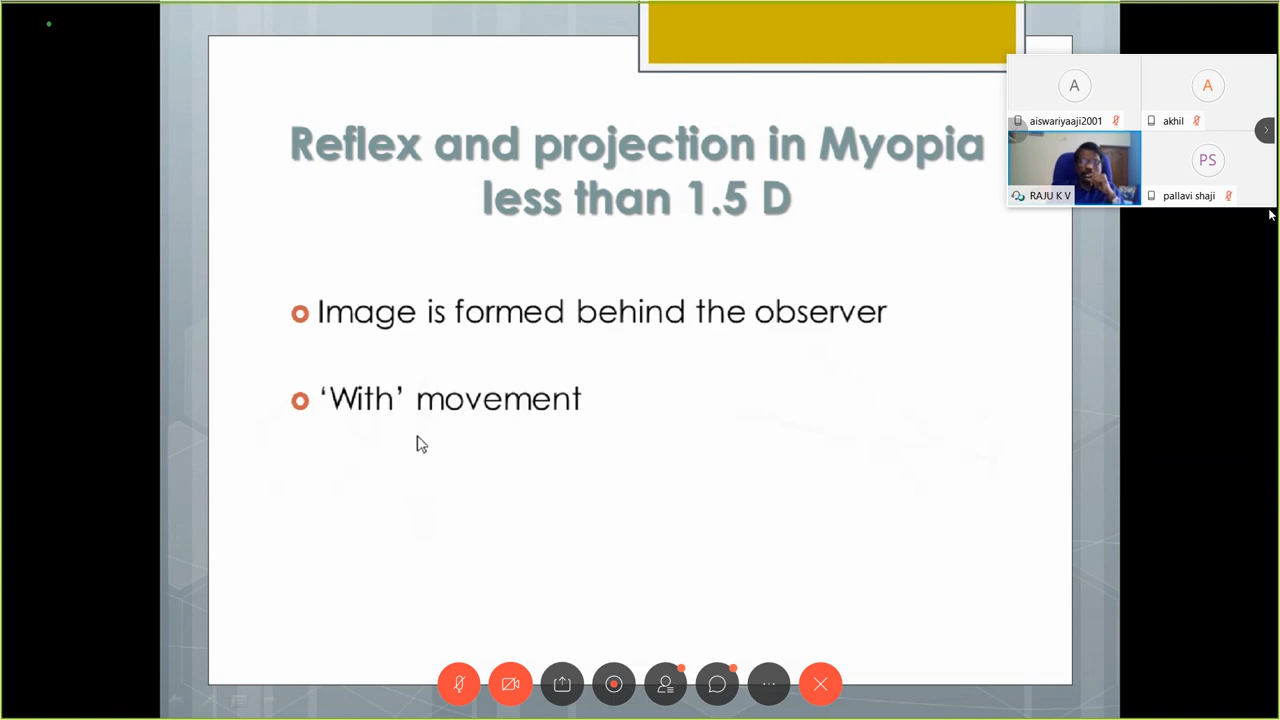 Reflex and projection in Myopia
less than 1.5 D
Image is formed behind the observer
‘With’ movement
A
aiswariyaaji2001
A
akhil
RAJU K V
PS
pallavi shaji